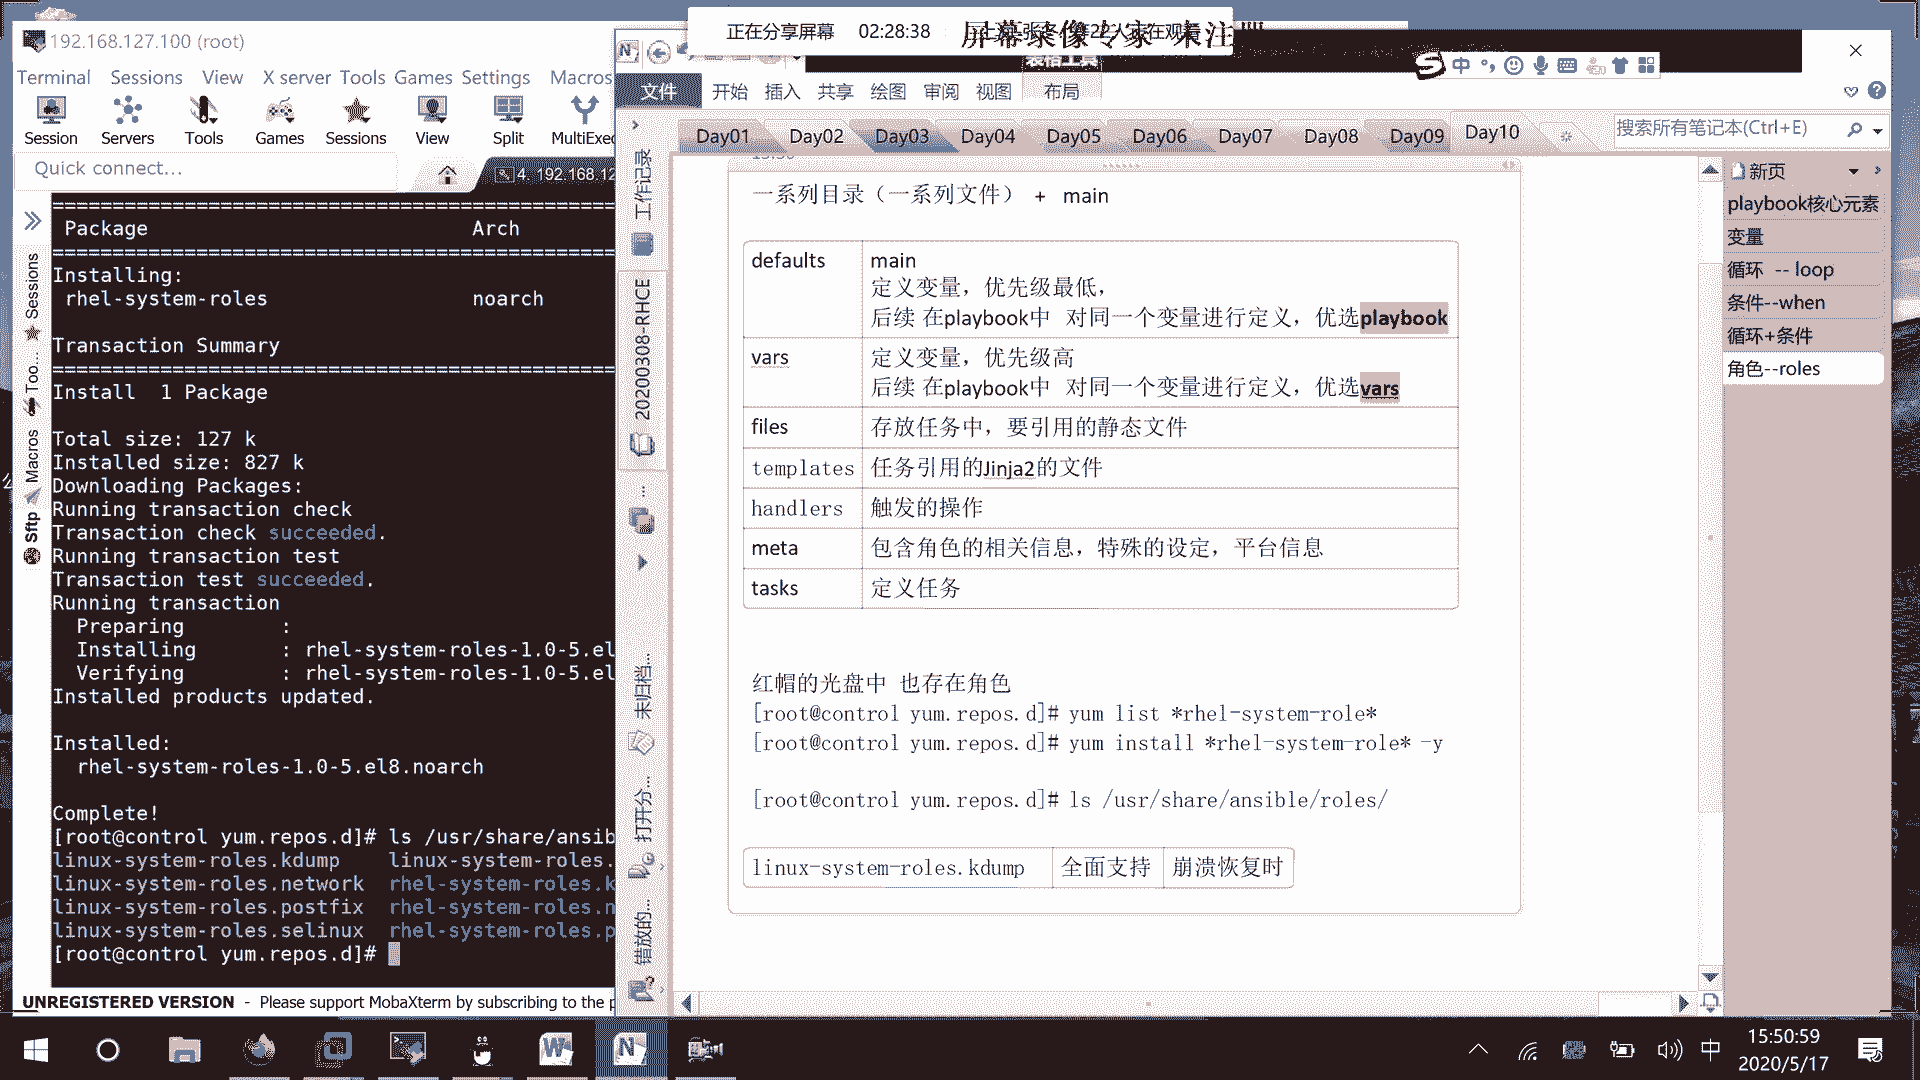 正在分享屏幕 02:28:38
屏幕录像专家 未注
192.168.127.100 (root)
Terminal Sessions View X server Tools Games Settings Macros
Session Servers Tools Games Sessions View Split MultiExec
Quick connect...
4. 192.168.12
Sessions
Too...
Macros
Sftp
Package Arch
Installing:
rhel-system-roles noarch
Transaction Summary
Install 1 Package
Total size: 127 k
Installed size: 827 k
Downloading Packages:
Running transaction check
Transaction check succeeded.
Running transaction test
Transaction test succeeded.
Running transaction
Preparing :
Installing : rhel-system-roles-1.0-5.el
Verifying : rhel-system-roles-1.0-5.el
Installed products updated.
Installed:
rhel-system-roles-1.0-5.el8.noarch
Complete!
[root@control yum.repos.d]# ls /usr/share/ansib
linux-system-roles.kdump linux-system-roles.
linux-system-roles.network rhel-system-roles.k
linux-system-roles.postfix rhel-system-roles.n
linux-system-roles.selinux rhel-system-roles.p
[root@control yum.repos.d]#
UNREGISTERED VERSION - Please support MobaXterm by subscribing to the p
文件 开始 插入 共享 绘图 审阅 视图 布局
Day01 Day02 Day03 Day04 Day05 Day06 Day07 Day08 Day09 Day10
搜索所有笔记本(Ctrl+E)
工作记录
20200308-RHCE
...
未归档...
打开分...
错放的...
一系列目录（一系列文件） + main
defaults main
定义变量，优先级最低，
后续 在playbook中 对同一个变量进行定义，优选playbook
vars 定义变量，优先级高
后续 在playbook中 对同一个变量进行定义，优选vars
files 存放任务中，要引用的静态文件
templates 任务引用的Jinja2的文件
handlers 触发的操作
meta 包含角色的相关信息，特殊的设定，平台信息
tasks 定义任务
红帽的光盘中 也存在角色
[root@control yum.repos.d]# yum list *rhel-system-role*
[root@control yum.repos.d]# yum install *rhel-system-role* -y
[root@control yum.repos.d]# ls /usr/share/ansible/roles/
linux-system-roles.kdump 全面支持 崩溃恢复时
新页
playbook核心元素
变量
循环 -- loop
条件--when
循环+条件
角色--roles
中
中
15:50:59
2020/5/17